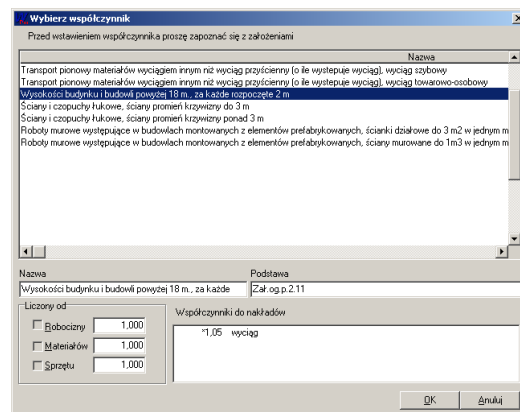 Wybierz współczynnik
Przed wstawieniem współczynnika proszę zapoznać się z założeniami
Nazwa
Transport pionowy materiałów wyciągiem innym niż wyciąg przyścienny (o ile wystepuje wyciąg), wyciąg szybowy
Transport pionowy materiałów wyciągiem innym niż wyciąg przyścienny (o ile wystepuje wyciąg), wyciąg towarowo-osobowy
Wysokości budynku i budowli powyżej 18 m., za każde rozpoczęte 2 m
Ściany i czopuchy łukowe, ściany promień krzywizny do 3 m
Ściany i czopuchy łukowe, ściany promień krzywizny ponad 3 m
Roboty murowe występujące w budowlach montowanych z elementów prefabrykowanych, ścianki działowe do 3 m2 w jednym m
Roboty murowe występujące w budowlach montowanych z elementów prefabrykowanych, ściany murowane do 1m3 w jednym m
Nazwa Podstawa
Wysokości budynku i budowli powyżej 18 m., za każde Zał.og.p.2.11
Liczony od Współczynniki do nakładów
Robocizny 1,000 *1,05 wyciąg
Materiałów 1,000
Sprzętu 1,000
OK Anuluj